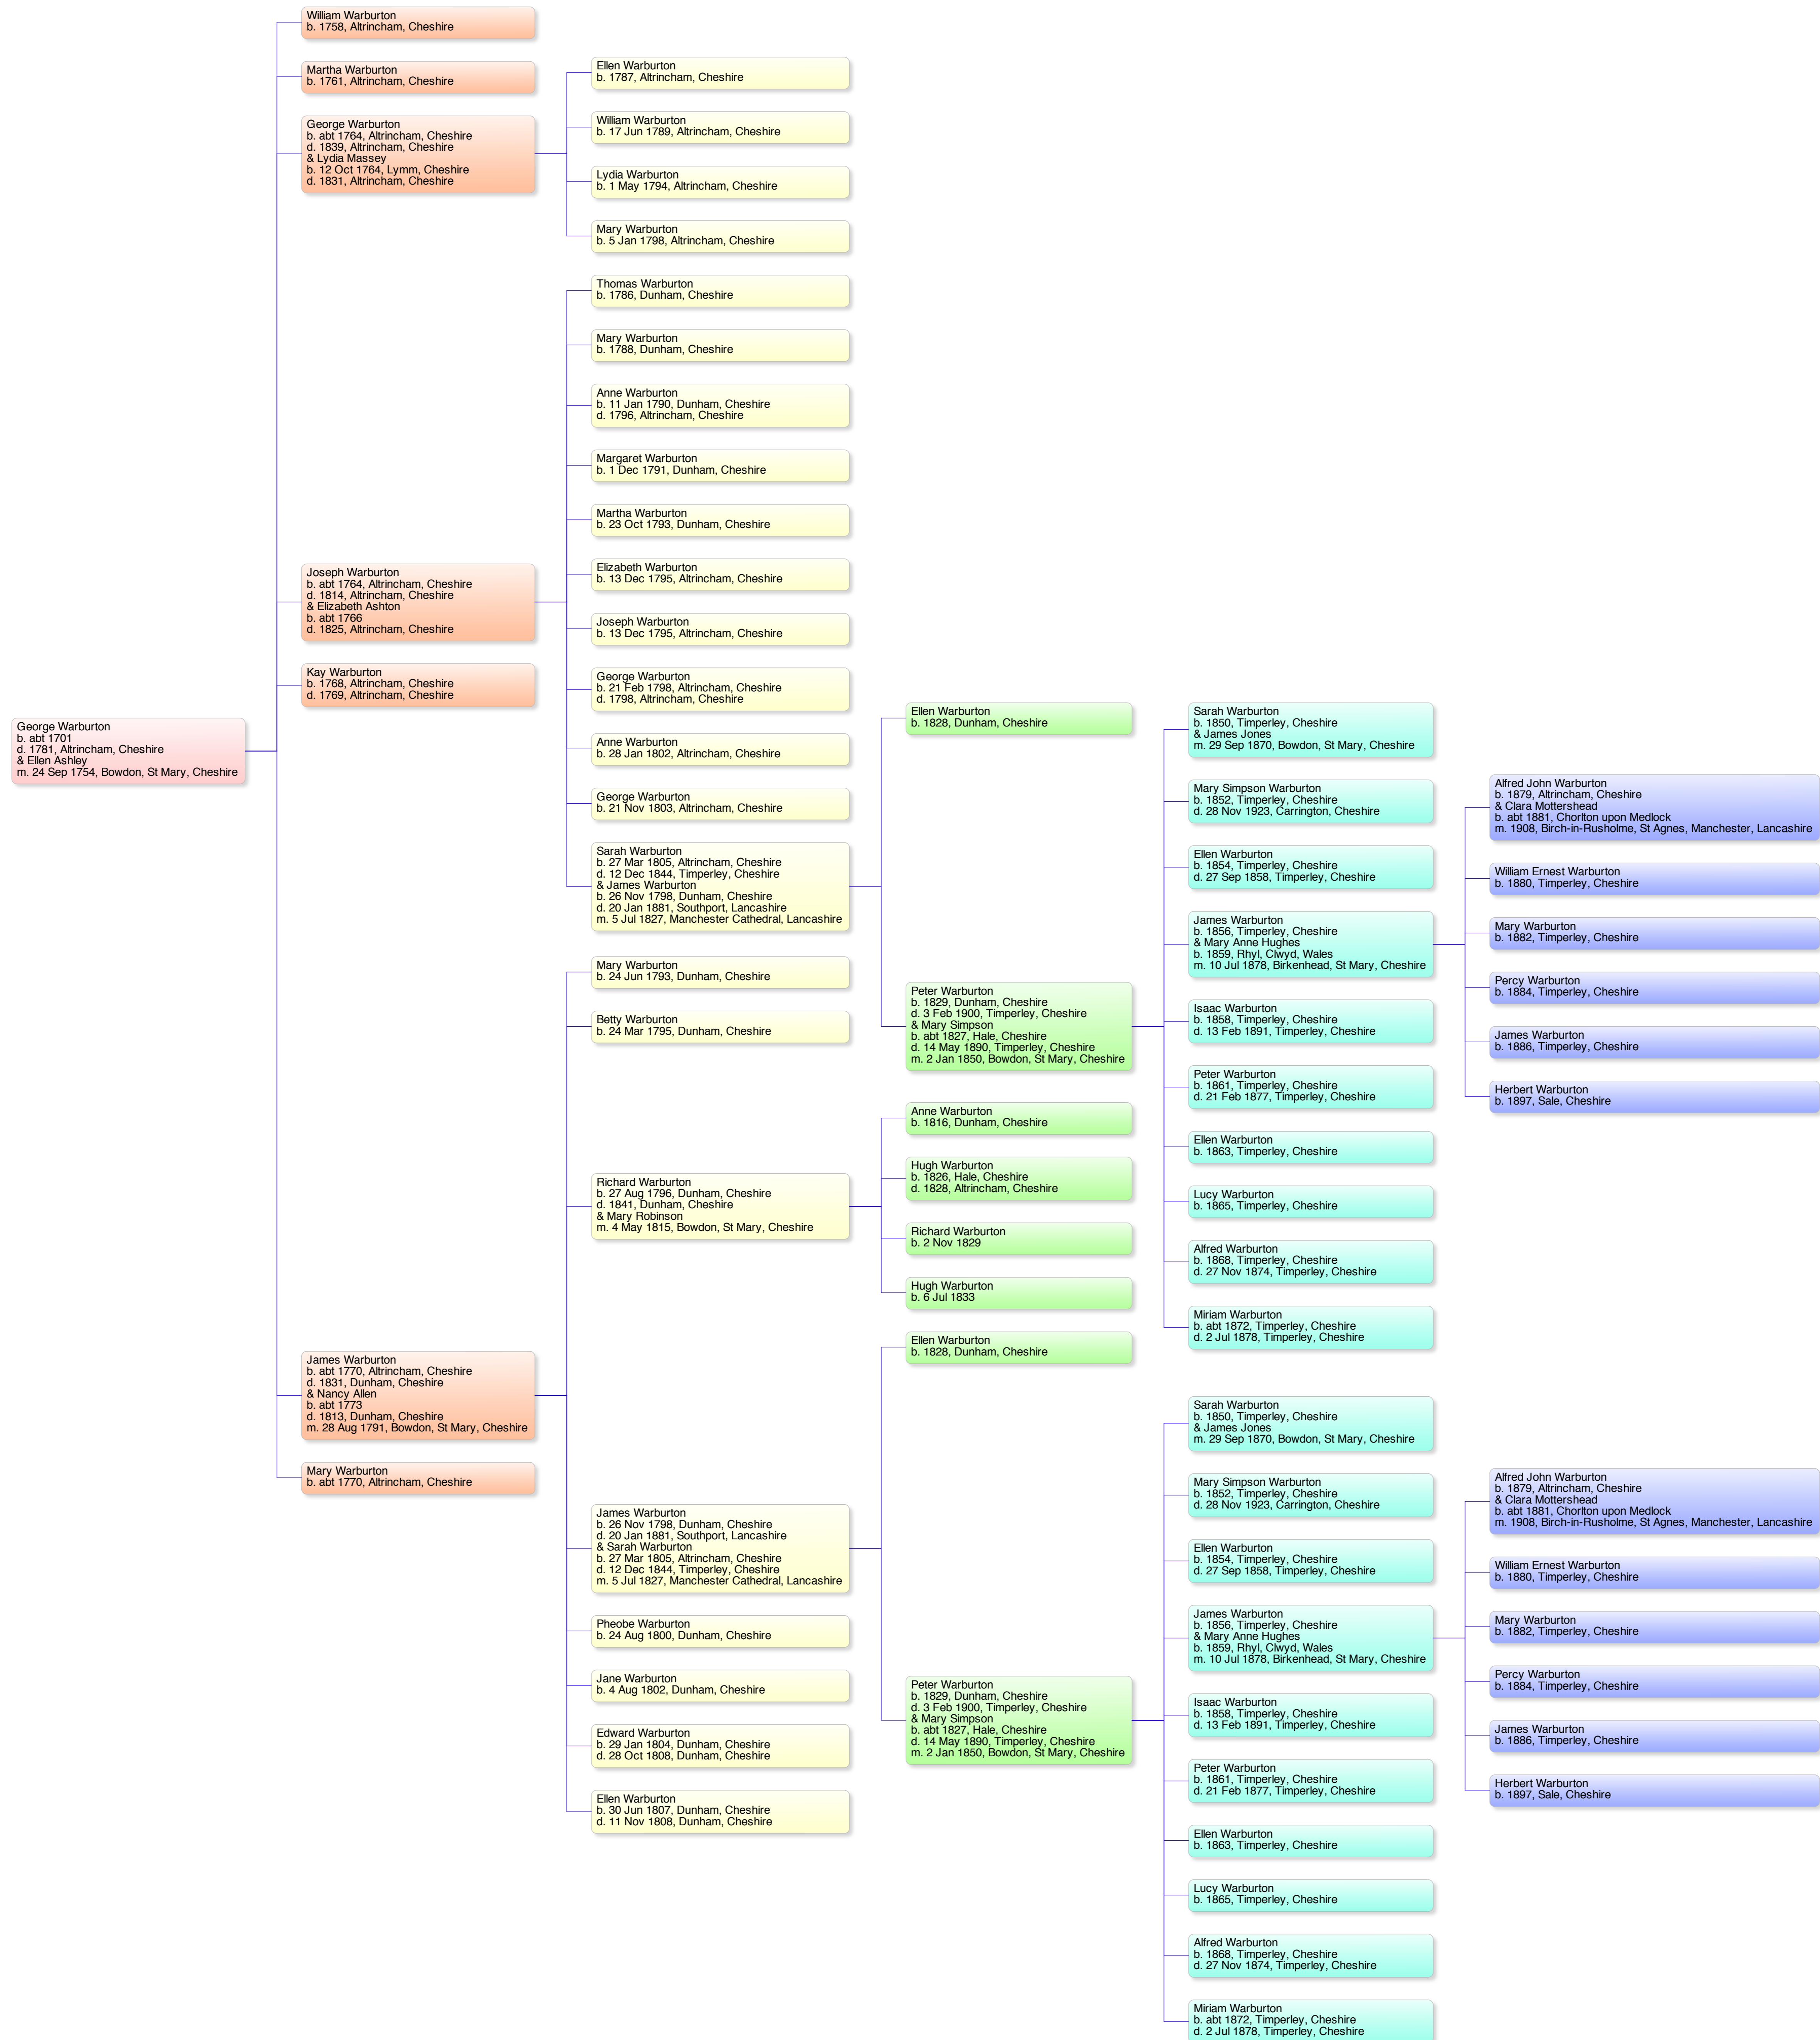 George Warburton
b. abt 1701
d. 1781, Altrincham, Cheshire
& Ellen Ashley
m. 24 Sep 1754, Bowdon, St Mary, Cheshire
William Warburton
b. 1758, Altrincham, Cheshire
Martha Warburton
b. 1761, Altrincham, Cheshire
George Warburton
b. abt 1764, Altrincham, Cheshire
d. 1839, Altrincham, Cheshire
& Lydia Massey
b. 12 Oct 1764, Lymm, Cheshire
d. 1831, Altrincham, Cheshire
Joseph Warburton
b. abt 1764, Altrincham, Cheshire
d. 1814, Altrincham, Cheshire
& Elizabeth Ashton
b. abt 1766
d. 1825, Altrincham, Cheshire
Kay Warburton
b. 1768, Altrincham, Cheshire
d. 1769, Altrincham, Cheshire
James Warburton
b. abt 1770, Altrincham, Cheshire
d. 1831, Dunham, Cheshire
& Nancy Allen
b. abt 1773
d. 1813, Dunham, Cheshire
m. 28 Aug 1791, Bowdon, St Mary, Cheshire
Mary Warburton
b. abt 1770, Altrincham, Cheshire
Ellen Warburton
b. 1787, Altrincham, Cheshire
William Warburton
b. 17 Jun 1789, Altrincham, Cheshire
Lydia Warburton
b. 1 May 1794, Altrincham, Cheshire
Mary Warburton
b. 5 Jan 1798, Altrincham, Cheshire
Thomas Warburton
b. 1786, Dunham, Cheshire
Mary Warburton
b. 1788, Dunham, Cheshire
Anne Warburton
b. 11 Jan 1790, Dunham, Cheshire
d. 1796, Altrincham, Cheshire
Margaret Warburton
b. 1 Dec 1791, Dunham, Cheshire
Martha Warburton
b. 23 Oct 1793, Dunham, Cheshire
Elizabeth Warburton
b. 13 Dec 1795, Altrincham, Cheshire
Joseph Warburton
b. 13 Dec 1795, Altrincham, Cheshire
George Warburton
b. 21 Feb 1798, Altrincham, Cheshire
d. 1798, Altrincham, Cheshire
Anne Warburton
b. 28 Jan 1802, Altrincham, Cheshire
George Warburton
b. 21 Nov 1803, Altrincham, Cheshire
Sarah Warburton
b. 27 Mar 1805, Altrincham, Cheshire
d. 12 Dec 1844, Timperley, Cheshire
& James Warburton
b. 26 Nov 1798, Dunham, Cheshire
d. 20 Jan 1881, Southport, Lancashire
m. 5 Jul 1827, Manchester Cathedral, Lancashire
Mary Warburton
b. 24 Jun 1793, Dunham, Cheshire
Betty Warburton
b. 24 Mar 1795, Dunham, Cheshire
Richard Warburton
b. 27 Aug 1796, Dunham, Cheshire
d. 1841, Dunham, Cheshire
& Mary Robinson
m. 4 May 1815, Bowdon, St Mary, Cheshire
James Warburton
b. 26 Nov 1798, Dunham, Cheshire
d. 20 Jan 1881, Southport, Lancashire
& Sarah Warburton
b. 27 Mar 1805, Altrincham, Cheshire
d. 12 Dec 1844, Timperley, Cheshire
m. 5 Jul 1827, Manchester Cathedral, Lancashire
Pheobe Warburton
b. 24 Aug 1800, Dunham, Cheshire
Jane Warburton
b. 4 Aug 1802, Dunham, Cheshire
Edward Warburton
b. 29 Jan 1804, Dunham, Cheshire
d. 28 Oct 1808, Dunham, Cheshire
Ellen Warburton
b. 30 Jun 1807, Dunham, Cheshire
d. 11 Nov 1808, Dunham, Cheshire
Ellen Warburton
b. 1828, Dunham, Cheshire
Peter Warburton
b. 1829, Dunham, Cheshire
d. 3 Feb 1900, Timperley, Cheshire
& Mary Simpson
b. abt 1827, Hale, Cheshire
d. 14 May 1890, Timperley, Cheshire
m. 2 Jan 1850, Bowdon, St Mary, Cheshire
Anne Warburton
b. 1816, Dunham, Cheshire
Hugh Warburton
b. 1826, Hale, Cheshire
d. 1828, Altrincham, Cheshire
Richard Warburton
b. 2 Nov 1829
Hugh Warburton
b. 6 Jul 1833
Ellen Warburton
b. 1828, Dunham, Cheshire
Peter Warburton
b. 1829, Dunham, Cheshire
d. 3 Feb 1900, Timperley, Cheshire
& Mary Simpson
b. abt 1827, Hale, Cheshire
d. 14 May 1890, Timperley, Cheshire
m. 2 Jan 1850, Bowdon, St Mary, Cheshire
Sarah Warburton
b. 1850, Timperley, Cheshire
& James Jones
m. 29 Sep 1870, Bowdon, St Mary, Cheshire
Mary Simpson Warburton
b. 1852, Timperley, Cheshire
d. 28 Nov 1923, Carrington, Cheshire
Ellen Warburton
b. 1854, Timperley, Cheshire
d. 27 Sep 1858, Timperley, Cheshire
James Warburton
b. 1856, Timperley, Cheshire
& Mary Anne Hughes
b. 1859, Rhyl, Clwyd, Wales
m. 10 Jul 1878, Birkenhead, St Mary, Cheshire
Isaac Warburton
b. 1858, Timperley, Cheshire
d. 13 Feb 1891, Timperley, Cheshire
Peter Warburton
b. 1861, Timperley, Cheshire
d. 21 Feb 1877, Timperley, Cheshire
Ellen Warburton
b. 1863, Timperley, Cheshire
Lucy Warburton
b. 1865, Timperley, Cheshire
Alfred Warburton
b. 1868, Timperley, Cheshire
d. 27 Nov 1874, Timperley, Cheshire
Miriam Warburton
b. abt 1872, Timperley, Cheshire
d. 2 Jul 1878, Timperley, Cheshire
Sarah Warburton
b. 1850, Timperley, Cheshire
& James Jones
m. 29 Sep 1870, Bowdon, St Mary, Cheshire
Mary Simpson Warburton
b. 1852, Timperley, Cheshire
d. 28 Nov 1923, Carrington, Cheshire
Ellen Warburton
b. 1854, Timperley, Cheshire
d. 27 Sep 1858, Timperley, Cheshire
James Warburton
b. 1856, Timperley, Cheshire
& Mary Anne Hughes
b. 1859, Rhyl, Clwyd, Wales
m. 10 Jul 1878, Birkenhead, St Mary, Cheshire
Isaac Warburton
b. 1858, Timperley, Cheshire
d. 13 Feb 1891, Timperley, Cheshire
Peter Warburton
b. 1861, Timperley, Cheshire
d. 21 Feb 1877, Timperley, Cheshire
Ellen Warburton
b. 1863, Timperley, Cheshire
Lucy Warburton
b. 1865, Timperley, Cheshire
Alfred Warburton
b. 1868, Timperley, Cheshire
d. 27 Nov 1874, Timperley, Cheshire
Miriam Warburton
b. abt 1872, Timperley, Cheshire
d. 2 Jul 1878, Timperley, Cheshire
Alfred John Warburton
b. 1879, Altrincham, Cheshire
& Clara Mottershead
b. abt 1881, Chorlton upon Medlock
m. 1908, Birch-in-Rusholme, St Agnes, Manchester, Lancashire
William Ernest Warburton
b. 1880, Timperley, Cheshire
Mary Warburton
b. 1882, Timperley, Cheshire
Percy Warburton
b. 1884, Timperley, Cheshire
James Warburton
b. 1886, Timperley, Cheshire
Herbert Warburton
b. 1897, Sale, Cheshire
Alfred John Warburton
b. 1879, Altrincham, Cheshire
& Clara Mottershead
b. abt 1881, Chorlton upon Medlock
m. 1908, Birch-in-Rusholme, St Agnes, Manchester, Lancashire
William Ernest Warburton
b. 1880, Timperley, Cheshire
Mary Warburton
b. 1882, Timperley, Cheshire
Percy Warburton
b. 1884, Timperley, Cheshire
James Warburton
b. 1886, Timperley, Cheshire
Herbert Warburton
b. 1897, Sale, Cheshire